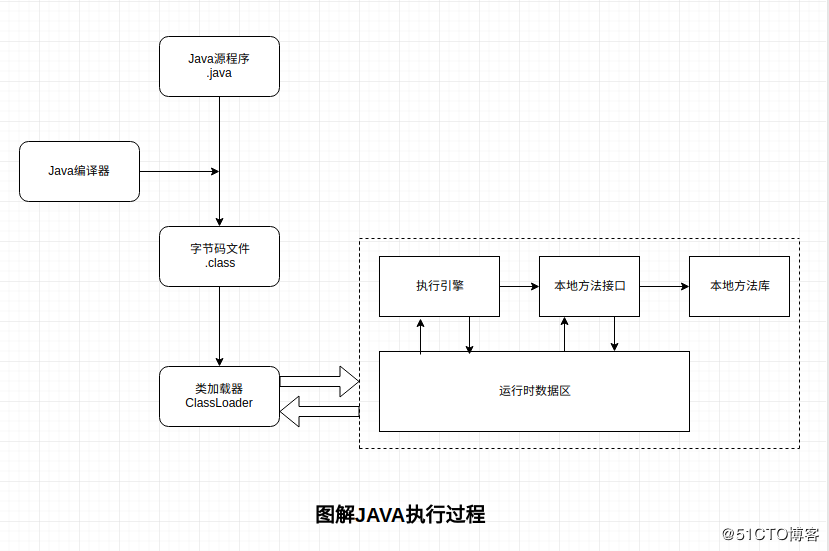 Java源程序
.java
Java编译器
字节码文件
.class
执行引擎
本地方法接口
本地方法库
类加载器
ClassLoader
运行时数据区
图解JAVA执行过程
@51CTO博客